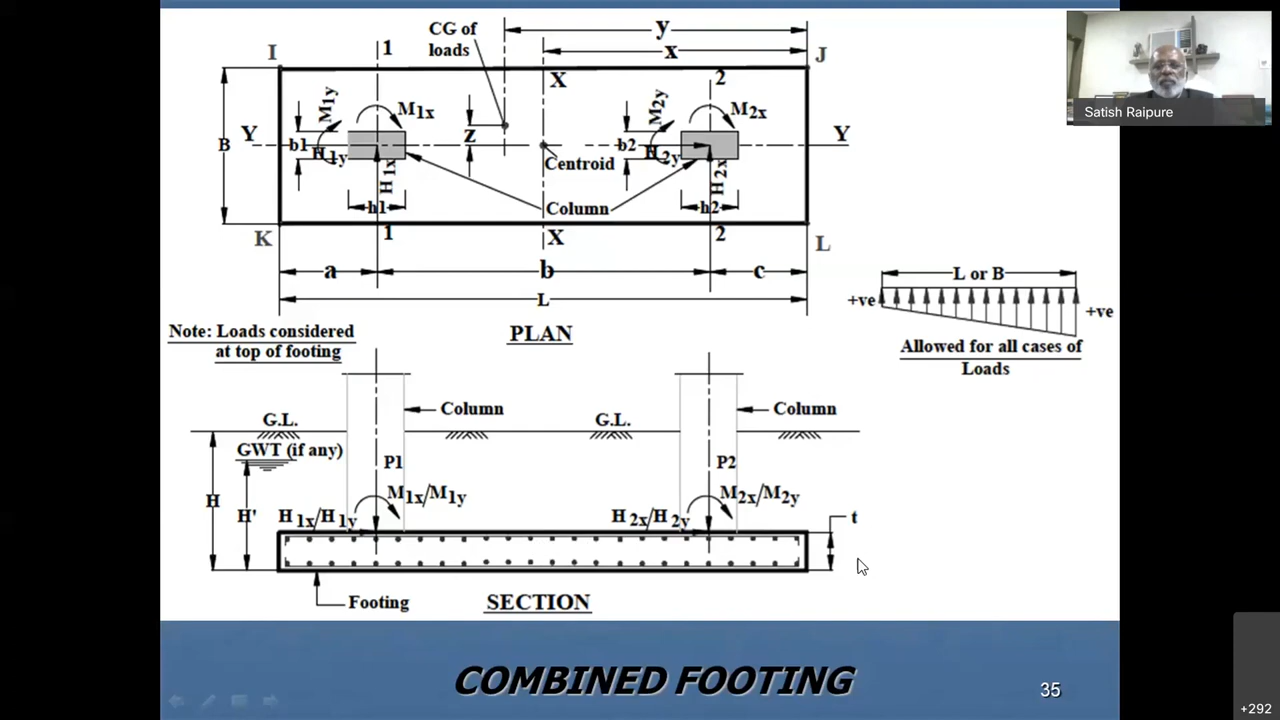 CG of
loads
y
x
I
1
J
X
2
M1y
M1x
M2y
M2x
Y
B
b1
H1y
z
b2
H2y
Y
Centroid
H1x
H2x
h1
Column
h2
K
1
X
2
L
a
b
c
L
L or B
+ve
+ve
Allowed for all cases of
Loads
Note: Loads considered
at top of footing
PLAN
Column
Column
G.L.
G.L.
GWT (if any)
P1
P2
M1x/M1y
M2x/M2y
H
H'
H1x/H1y
H2x/H2y
t
Footing
SECTION
COMBINED FOOTING
35
Satish Raipure
+292